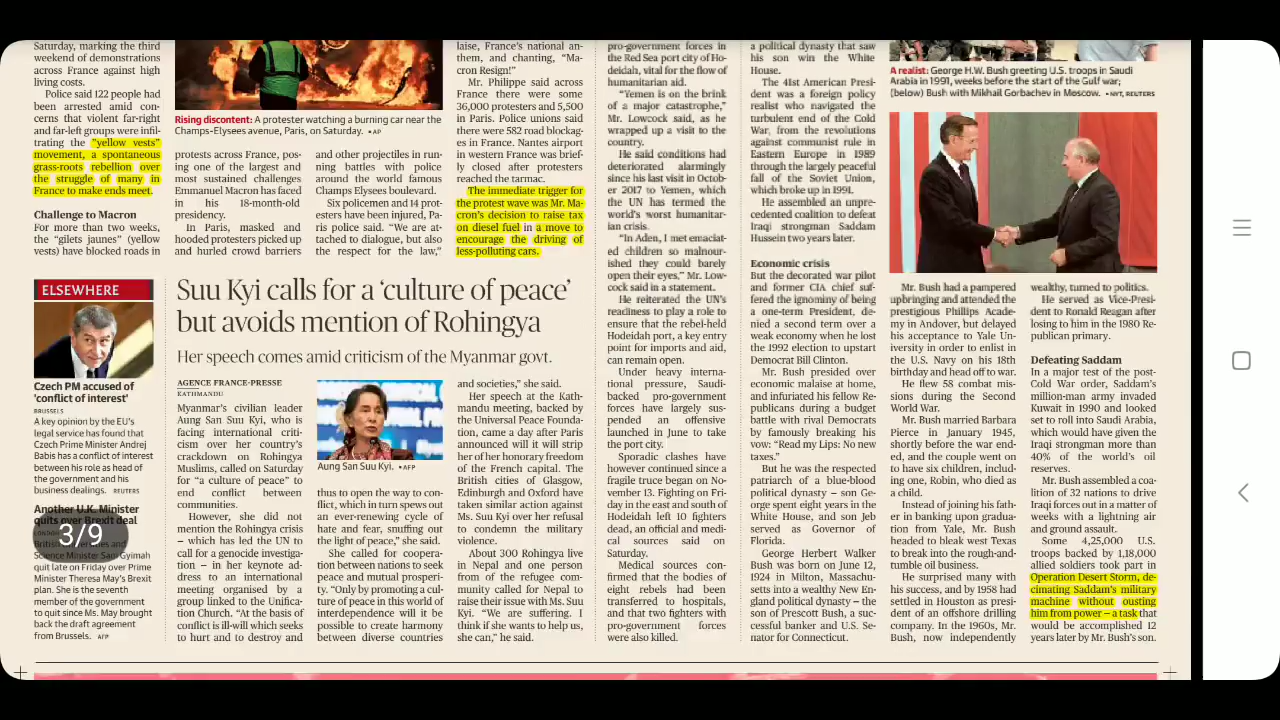 Saturday, marking the third
weekend of demonstrations
across France against high
living costs.
Police said 122 people had
been arrested amid con-
cerns that violent far-right
and far-left groups were infil-
trating the "yellow vests"
movement, a spontaneous
grass-roots rebellion over
the struggle of many in
France to make ends meet.
Challenge to Macron
For more than two weeks,
the "gilets jaunes" (yellow
vests) have blocked roads in
Rising discontent: A protester watching a burning car near the
Champs-Elysees avenue, Paris, on Saturday. • AP
protests across France, pos-
ing one of the largest and
most sustained challenges
Emmanuel Macron has faced
in his 18-month-old
presidency.
In Paris, masked and
hooded protesters picked up
and hurled crowd barriers
and other projectiles in run-
ning battles with police
around the world famous
Champs Elysees boulevard.
Six policemen and 14 prot-
esters have been injured, Pa-
ris police said. "We are at-
tached to dialogue, but also
the respect for the law,"
laise, France's national an-
them, and chanting, "Ma-
cron Resign!"
Mr. Philippe said across
France there were some
36,000 protesters and 5,500
in Paris. Police unions said
there were 582 road blockag-
es in France. Nantes airport
in western France was brief-
ly closed after protesters
reached the tarmac.
The immediate trigger for
the protest wave was Mr. Ma-
cron's decision to raise tax
on diesel fuel in a move to
encourage the driving of
less-polluting cars.
ELSEWHERE
Czech PM accused of
'conflict of interest'
BRUSSELS
A key opinion by the EU's
legal service has found that
Czech Prime Minister Andrej
Babis has a conflict of interest
between his role as head of
the government and his
business dealings. REUTERS
Another U.K. Minister
quits over Brexit deal
Science Minister Sam Gyimah
quit late on Friday over Prime
Minister Theresa May's Brexit
plan. She is the seventh
member of the government
to quit since Ms. May brought
back the draft agreement
from Brussels. AFP
3/9
Suu Kyi calls for a 'culture of peace'
but avoids mention of Rohingya
Her speech comes amid criticism of the Myanmar govt.
AGENCE FRANCE-PRESSE
KATHMANDU
Myanmar's civilian leader
Aung San Suu Kyi, who is
facing international criti-
cism over her country's
crackdown on Rohingya
Muslims, called on Saturday
for "a culture of peace" to
end conflict between
communities.
However, she did not
mention the Rohingya crisis
– which has led the UN to
call for a genocide investiga-
tion – in her keynote ad-
dress to an international
meeting organised by a
group linked to the Unifica-
tion Church. "At the basis of
conflict is ill-will which seeks
to hurt and to destroy and
Aung San Suu Kyi. • AFP
thus to open the way to con-
flict, which in turn spews out
an ever-renewing cycle of
hate and fear, snuffing out
the light of peace," she said.
She called for coopera-
tion between nations to seek
peace and mutual prosperi-
ty. "Only by promoting a cul-
ture of peace in this world of
interdependence will it be
possible to create harmony
between diverse countries
and societies," she said.
Her speech at the Kath-
mandu meeting, backed by
the Universal Peace Founda-
tion, came a day after Paris
announced will it will strip
her of her honorary freedom
of the French capital. The
British cities of Glasgow,
Edinburgh and Oxford have
taken similar action against
Ms. Suu Kyi over her refusal
to condemn the military
violence.
About 300 Rohingya live
in Nepal and one person
from of the refugee com-
munity called for Nepal to
raise their issue with Ms. Suu
Kyi. "We are suffering. I
think if she wants to help us,
she can," he said.
pro-government forces in
the Red Sea port city of Ho-
deidah, vital for the flow of
humanitarian aid.
"Yemen is on the brink
of a major catastrophe,"
Mr. Lowcock said, as he
wrapped up a visit to the
country.
He said conditions had
deteriorated alarmingly
since his last visit in Octob-
er 2017 to Yemen, which
the UN has termed the
world's worst humanitar-
ian crisis.
"In Aden, I met emaciat-
ed children so malnour-
ished they could barely
open their eyes," Mr. Low-
cock said in a statement.
He reiterated the UN's
readiness to play a role to
ensure that the rebel-held
Hodeidah port, a key entry
point for imports and aid,
can remain open.
Under heavy interna-
tional pressure, Saudi-
backed pro-government
forces have largely sus-
pended an offensive
launched in June to take
the port city.
Sporadic clashes have
however continued since a
fragile truce began on No-
vember 13. Fighting on Fri-
day in the east and south of
Hodeidah left 10 fighters
dead, an official and medi-
cal sources said on
Saturday.
Medical sources con-
firmed that the bodies of
eight rebels had been
transferred to hospitals,
and that two fighters with
pro-government forces
were also killed.
a political dynasty that saw
his son win the White
House.
The 41st American Presi-
dent was a foreign policy
realist who navigated the
turbulent end of the Cold
War, from the revolutions
against communist rule in
Eastern Europe in 1989
through the largely peaceful
fall of the Soviet Union,
which broke up in 1991.
He assembled an unpre-
cedented coalition to defeat
Iraqi strongman Saddam
Hussein two years later.
Economic crisis
But the decorated war pilot
and former CIA chief suf-
fered the ignominy of being
a one-term President, de-
nied a second term over a
weak economy when he lost
the 1992 election to upstart
Democrat Bill Clinton.
Mr. Bush presided over
economic malaise at home,
and infuriated his fellow Re-
publicans during a budget
battle with rival Democrats
by famously breaking his
vow: "Read my Lips: No new
taxes."
But he was the respected
patriarch of a blue-blood
political dynasty – son Ge-
orge spent eight years in the
White House, and son Jeb
served as Governor of
Florida.
George Herbert Walker
Bush was born on June 12,
1924 in Milton, Massachu-
setts into a wealthy New En-
gland political dynasty – the
son of Prescott Bush, a suc-
cessful banker and U.S. Se-
nator for Connecticut.
A realist: George H.W. Bush greeting U.S. troops in Saudi
Arabia in 1991, weeks before the start of the Gulf war;
(below) Bush with Mikhail Gorbachev in Moscow. • NYT, REUTERS
Mr. Bush had a pampered
upbringing and attended the
prestigious Phillips Acade-
my in Andover, but delayed
his acceptance to Yale Uni-
versity in order to enlist in
the U.S. Navy on his 18th
birthday and head off to war.
He flew 58 combat mis-
sions during the Second
World War.
Mr. Bush married Barbara
Pierce in January 1945,
shortly before the war end-
ed, and the couple went on
to have six children, includ-
ing one, Robin, who died as
a child.
Instead of joining his fath-
er in banking upon gradua-
tion from Yale, Mr. Bush
headed to bleak west Texas
to break into the rough-and-
tumble oil business.
He surprised many with
his success, and by 1958 had
settled in Houston as presi-
dent of an offshore drilling
company. In the 1960s, Mr.
Bush, now independently
wealthy, turned to politics.
He served as Vice-Presi-
dent to Ronald Reagan after
losing to him in the 1980 Re-
publican primary.
Defeating Saddam
In a major test of the post-
Cold War order, Saddam's
million-man army invaded
Kuwait in 1990 and looked
set to roll into Saudi Arabia,
which would have given the
Iraqi strongman more than
40% of the world's oil
reserves.
Mr. Bush assembled a coa-
lition of 32 nations to drive
Iraqi forces out in a matter of
weeks with a lightning air
and ground assault.
Some 4,25,000 U.S.
troops backed by 1,18,000
allied soldiers took part in
Operation Desert Storm, de-
cimating Saddam's military
machine without ousting
him from power – a task that
would be accomplished 12
years later by Mr. Bush's son.